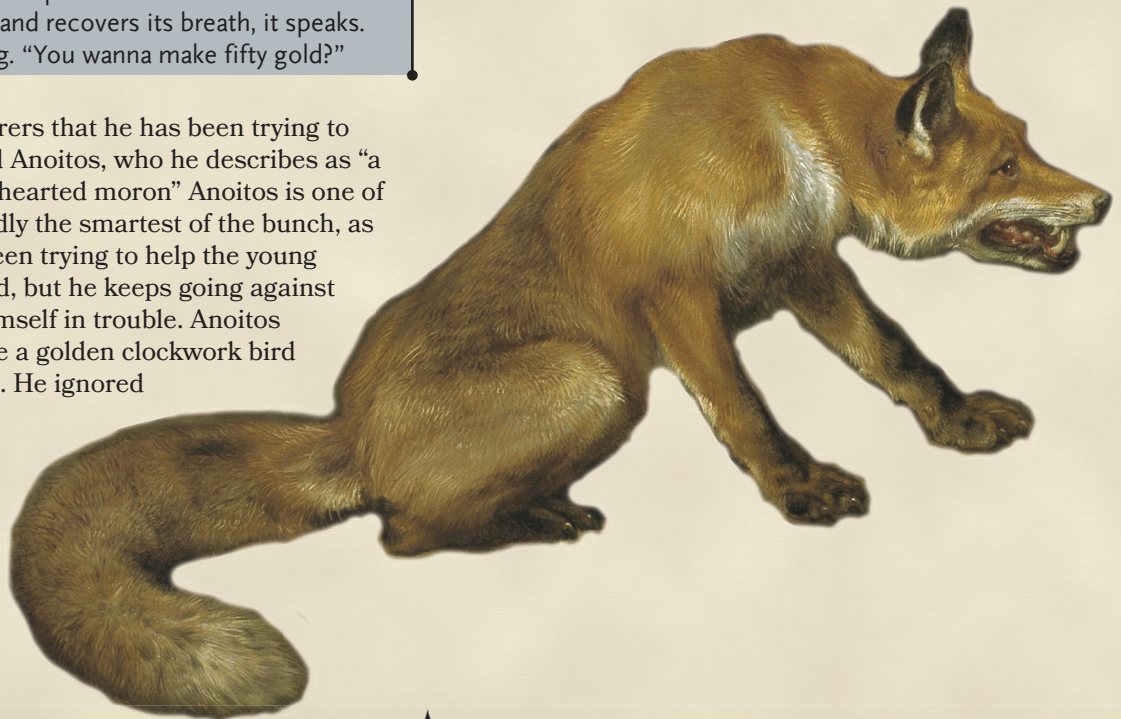 and recovers its breath, it speaks.
g. “You wanna make fifty gold?”
rers that he has been trying to
d Anoitos, who he describes as “a
hearted moron” Anoitos is one of
dly the smartest of the bunch, as
een trying to help the young
d, but he keeps going against
mself in trouble. Anoitos
e a golden clockwork bird
. He ignored